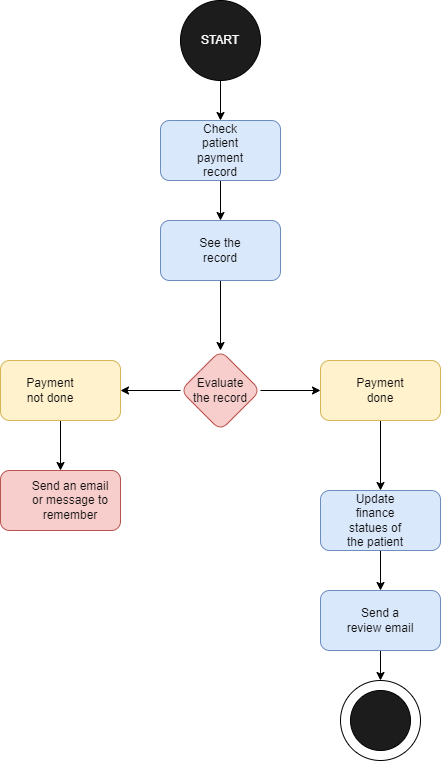 START
Check
patient
payment
record
See the
record
Evaluate
the record
Payment
not done
Payment
done
Send an email
or message to
remember
Update
finance
statues of
the patient
Send a
review email